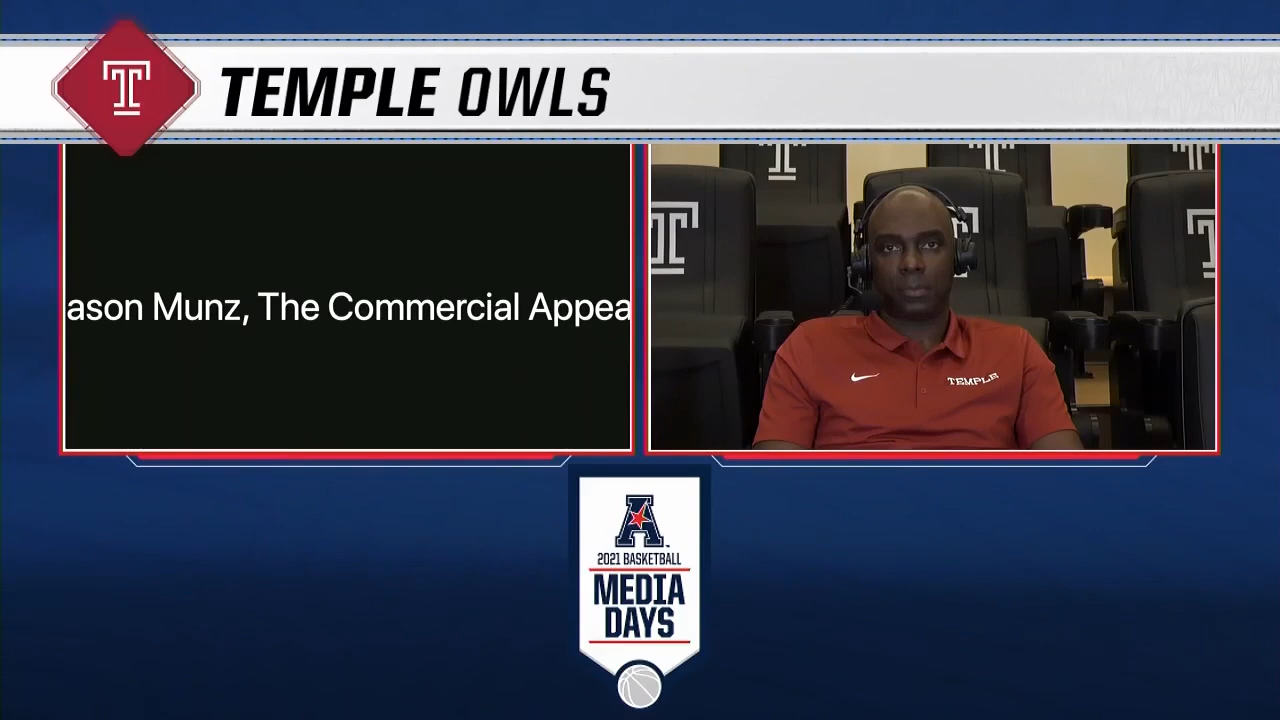 TEMPLE OWLS
ason Munz, The Commercial Appea
TEMPLE
2021 BASKETBALL
MEDIA
DAYS